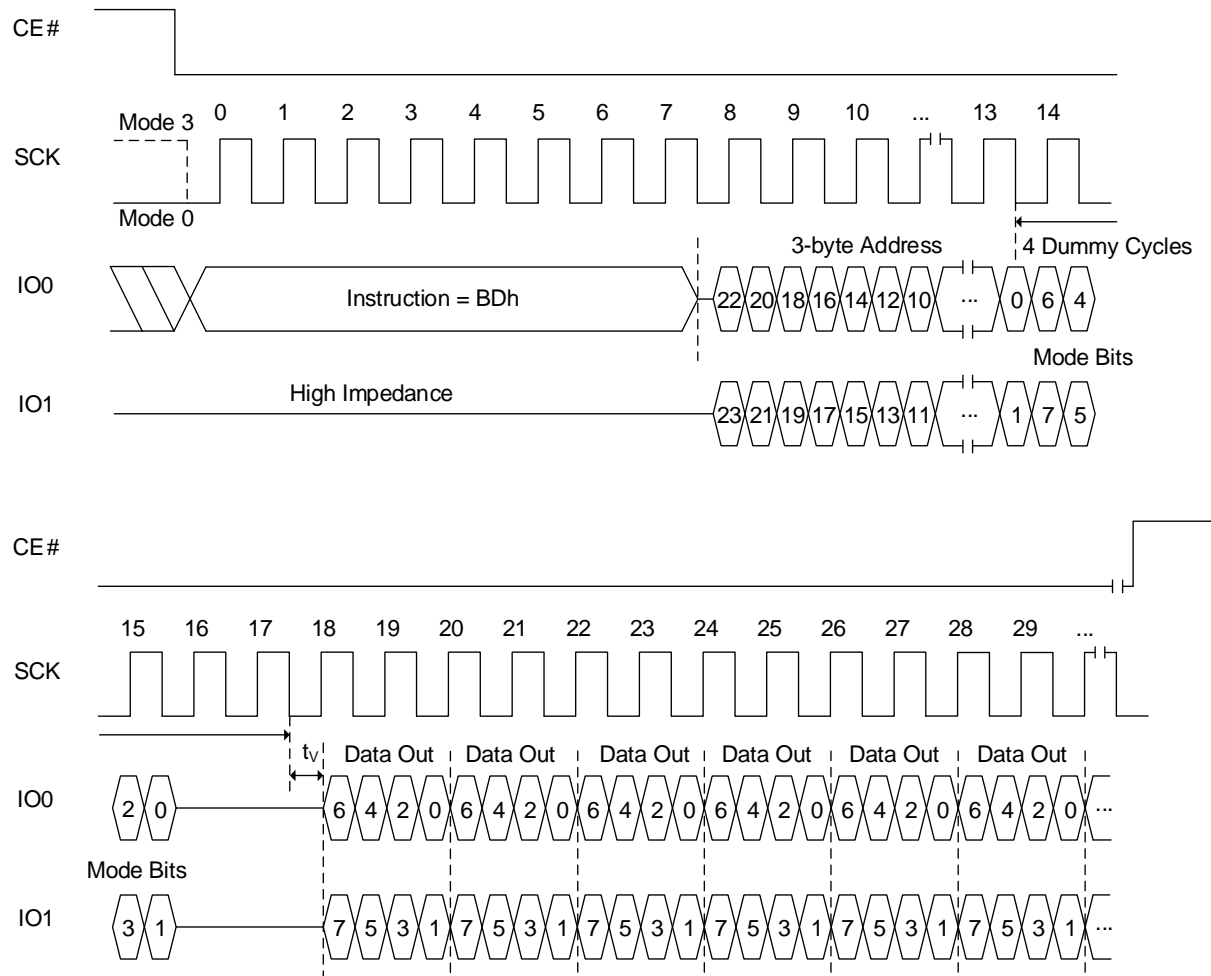 CE#
0 1 2 3 4 5 6 7 8 9 10 ... 13 14
Mode 3
SCK
Mode 0
3-byte Address 4 Dummy Cycles
IO0 Instruction = BDh 22 20 18 16 14 12 10 ... 0 6 4
Mode Bits
IO1 High Impedance 23 21 19 17 15 13 11 ... 1 7 5
CE#
15 16 17 18 19 20 21 22 23 24 25 26 27 28 29 ...
SCK
tV Data Out Data Out Data Out Data Out Data Out Data Out
IO0 2 0 6 4 2 0 6 4 2 0 6 4 2 0 6 4 2 0 6 4 2 0 6 4 2 0 ...
Mode Bits
IO1 3 1 7 5 3 1 7 5 3 1 7 5 3 1 7 5 3 1 7 5 3 1 7 5 3 1 ...